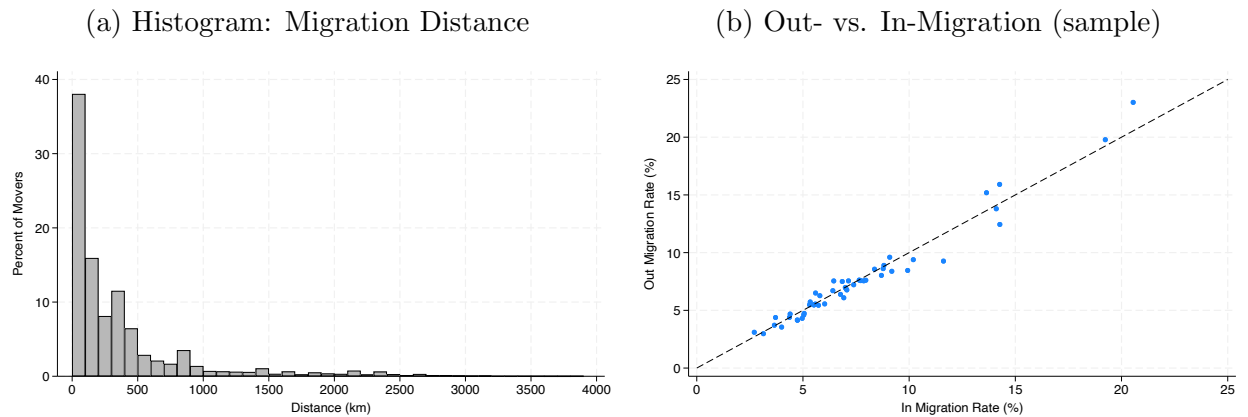 (a) Histogram: Migration Distance
40
30
20
10
0
Percent of Movers
0 500 1000 1500 2000 2500 3000 3500 4000
Distance (km)
(b) Out- vs. In-Migration (sample)
25
20
15
10
5
0
Out Migration Rate (%)
0 5 10 15 20 25
In Migration Rate (%)